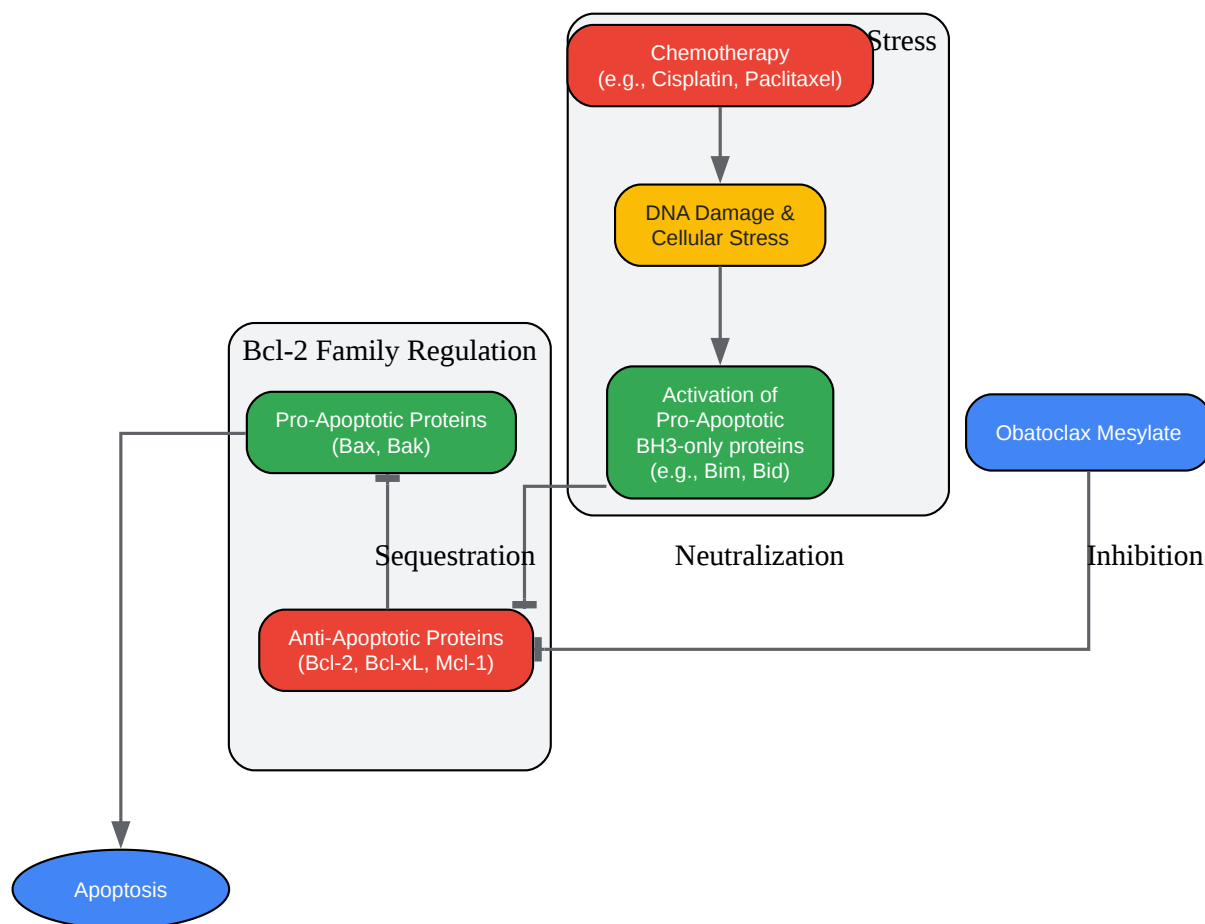 Stress
Chemotherapy
(e.g., Cisplatin, Paclitaxel)
DNA Damage &
Cellular Stress
Bcl-2 Family Regulation
Pro-Apoptotic Proteins
(Bax, Bak)
Activation of
Pro-Apoptotic
BH3-only proteins
(e.g., Bim, Bid)
Obatoclax Mesylate
Sequestration
Neutralization
Inhibition
Anti-Apoptotic Proteins
(Bcl-2, Bcl-xL, Mcl-1)
Apoptosis